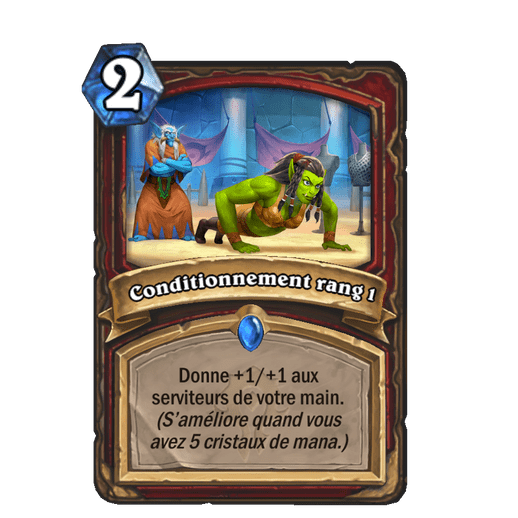 2
Conditionnement rang 1
Donne +1/+1 aux
serviteurs de votre main.
(S'améliore quand vous
avez 5 cristaux de mana.)